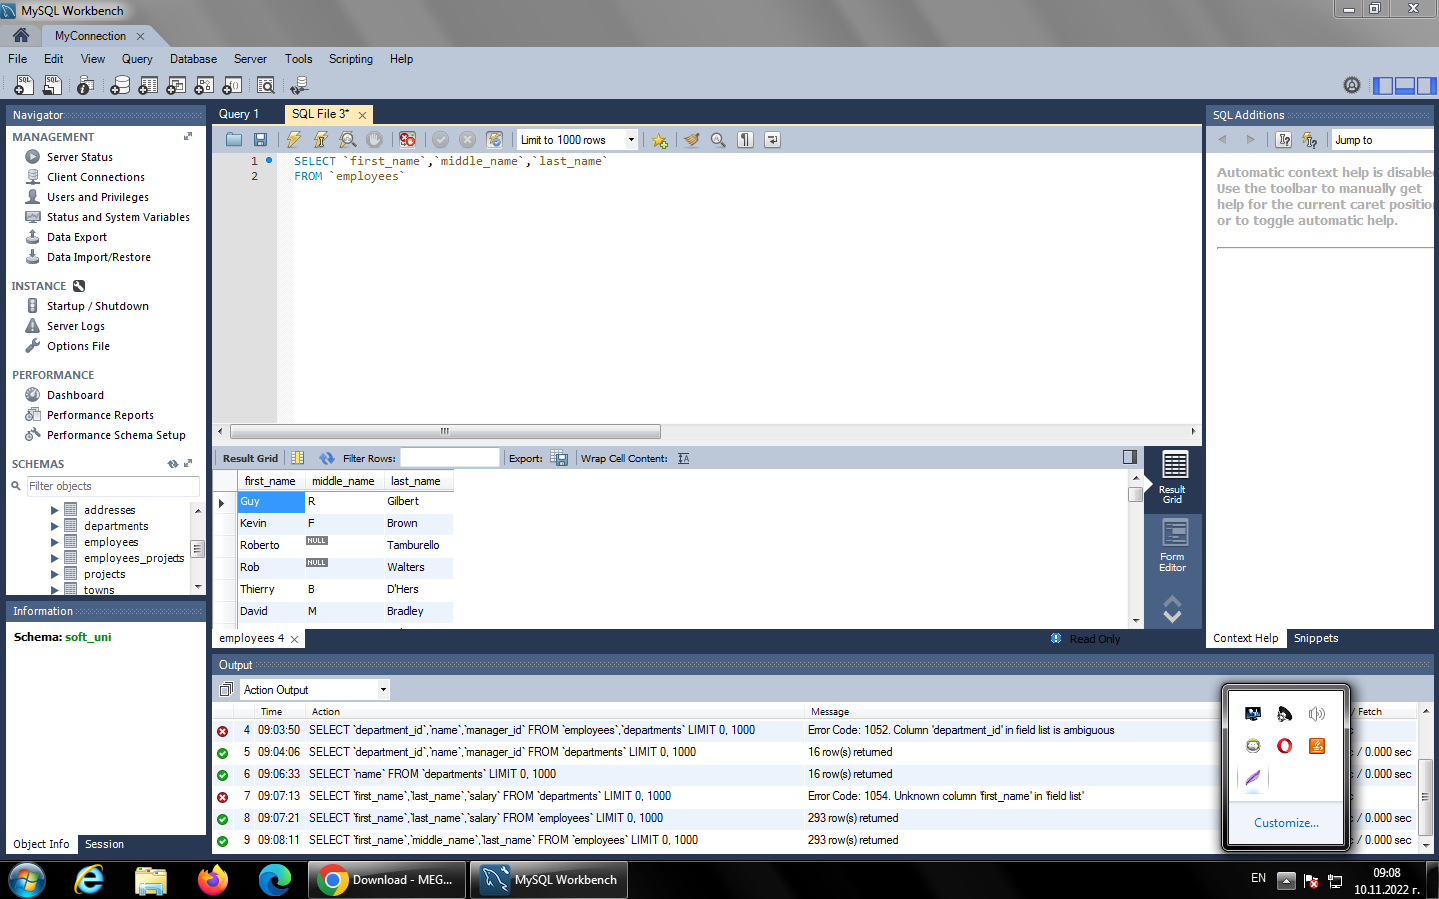 MySQL Workbench
MyConnection
File Edit View Query Database Server Tools Scripting Help
Navigator
MANAGEMENT
Server Status
Client Connections
Users and Privileges
Status and System Variables
Data Export
Data Import/Restore
INSTANCE
Startup / Shutdown
Server Logs
Options File
PERFORMANCE
Dashboard
Performance Reports
Performance Schema Setup
SCHEMAS
Filter objects
addresses
departments
employees
employees_projects
projects
towns
Information
Schema: soft_uni
Object Info Session
Query 1 SQL File 3*
Limit to 1000 rows
1 SELECT `first_name`,`middle_name`,`last_name`
2 FROM `employees`
Result Grid Filter Rows: Export: Wrap Cell Content:
first_name middle_name last_name
Guy R Gilbert
Kevin F Brown
Roberto NULL Tamburello
Rob NULL Walters
Thierry B D'Hers
David M Bradley
Result Grid
Form Editor
employees 4
Read Only
SQL Additions
Jump to
Automatic context help is disabled
Use the toolbar to manually get
help for the current caret position
or to toggle automatic help.
Context Help Snippets
Output
Action Output
Time Action Message / Fetch
4 09:03:50 SELECT `department_id`,`name`,`manager_id` FROM `employees`,`departments` LIMIT 0, 1000 Error Code: 1052. Column 'department_id' in field list is ambiguous
5 09:04:06 SELECT `department_id`,`name`,`manager_id` FROM `departments` LIMIT 0, 1000 16 row(s) returned / 0.000 sec
6 09:06:33 SELECT `name` FROM `departments` LIMIT 0, 1000 16 row(s) returned / 0.000 sec
7 09:07:13 SELECT `first_name`,`last_name`,`salary` FROM `departments` LIMIT 0, 1000 Error Code: 1054. Unknown column 'first_name' in 'field list'
8 09:07:21 SELECT `first_name`,`last_name`,`salary` FROM `employees` LIMIT 0, 1000 293 row(s) returned / 0.000 sec
9 09:08:11 SELECT `first_name`,`middle_name`,`last_name` FROM `employees` LIMIT 0, 1000 293 row(s) returned / 0.000 sec
Customize...
Download - MEG...
MySQL Workbench
EN
09:08
10.11.2022 г.